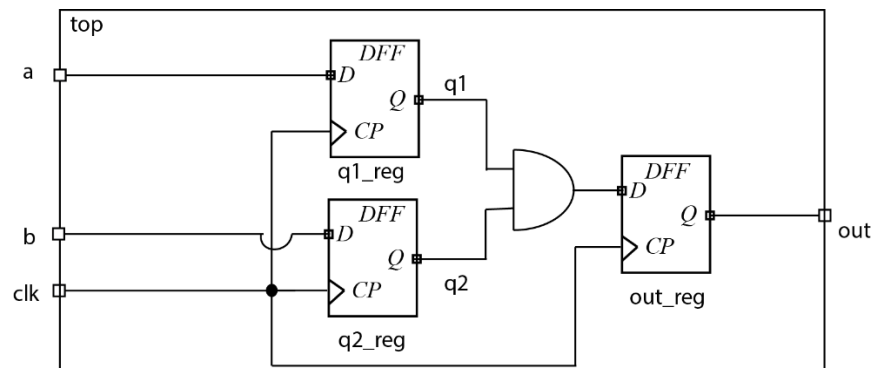 top
a
DFF
D
q1
Q
CP
q1_reg
DFF
D
Q
CP
q2
q2_reg
DFF
D
Q
CP
out_reg
b
clk
out